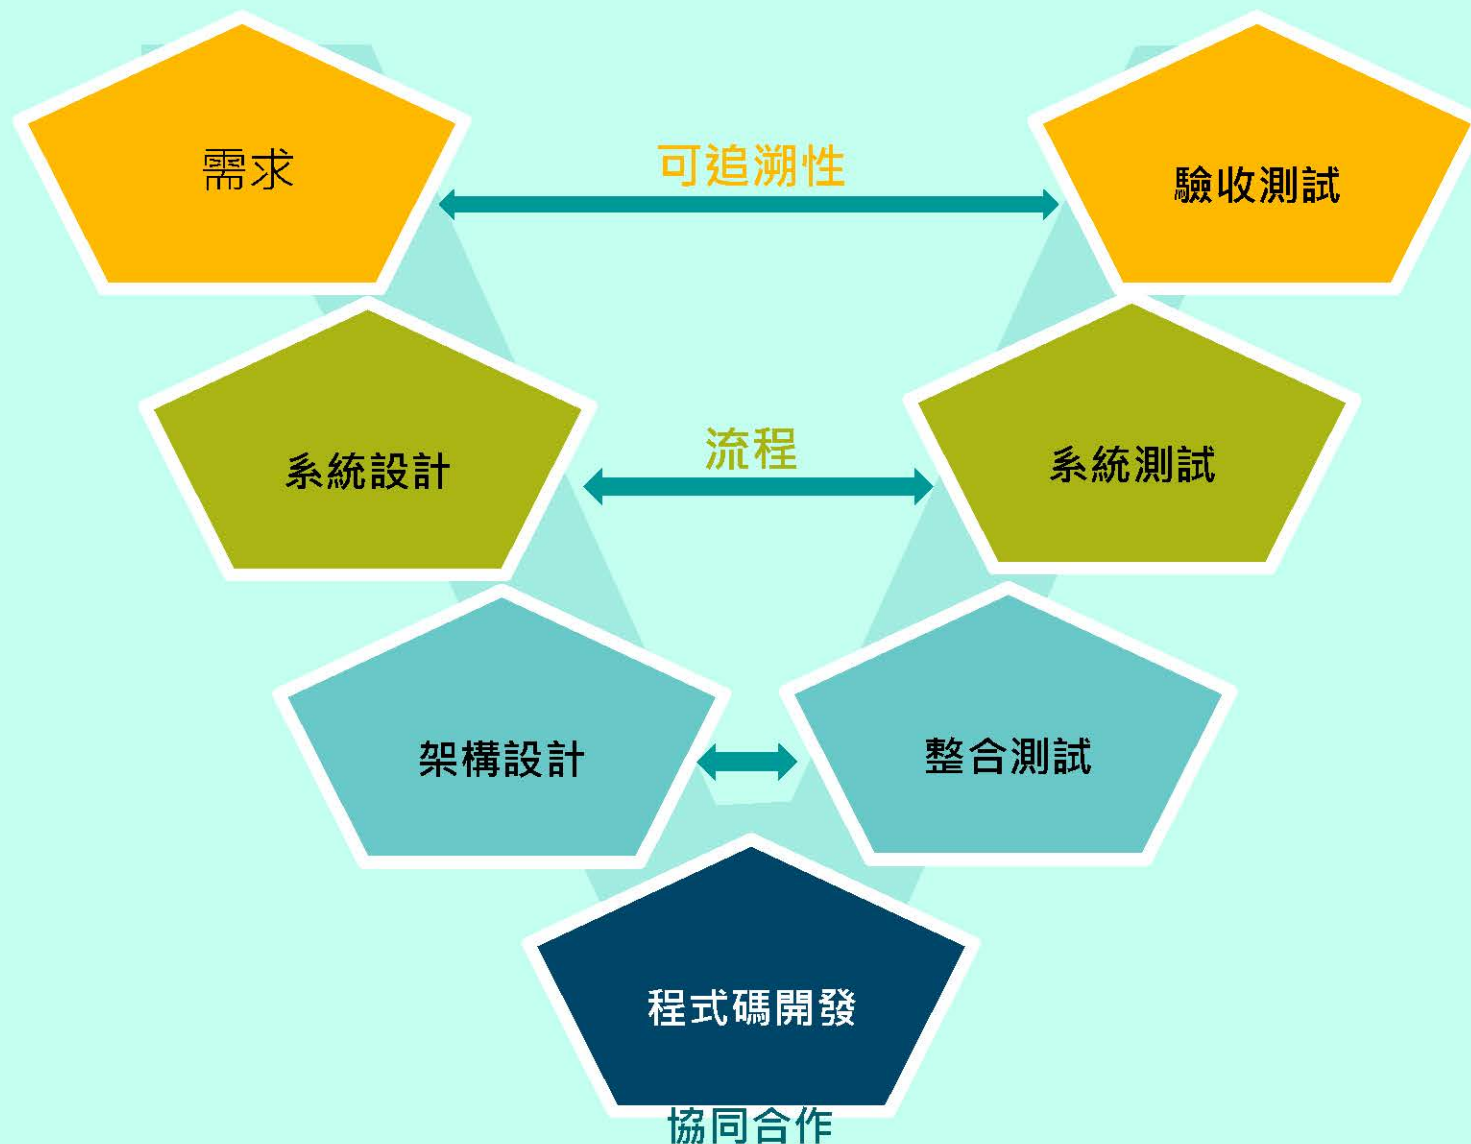 需求
可追溯性
驗收測試
系統設計
流程
系統測試
架構設計
整合測試
程式碼開發
協同合作